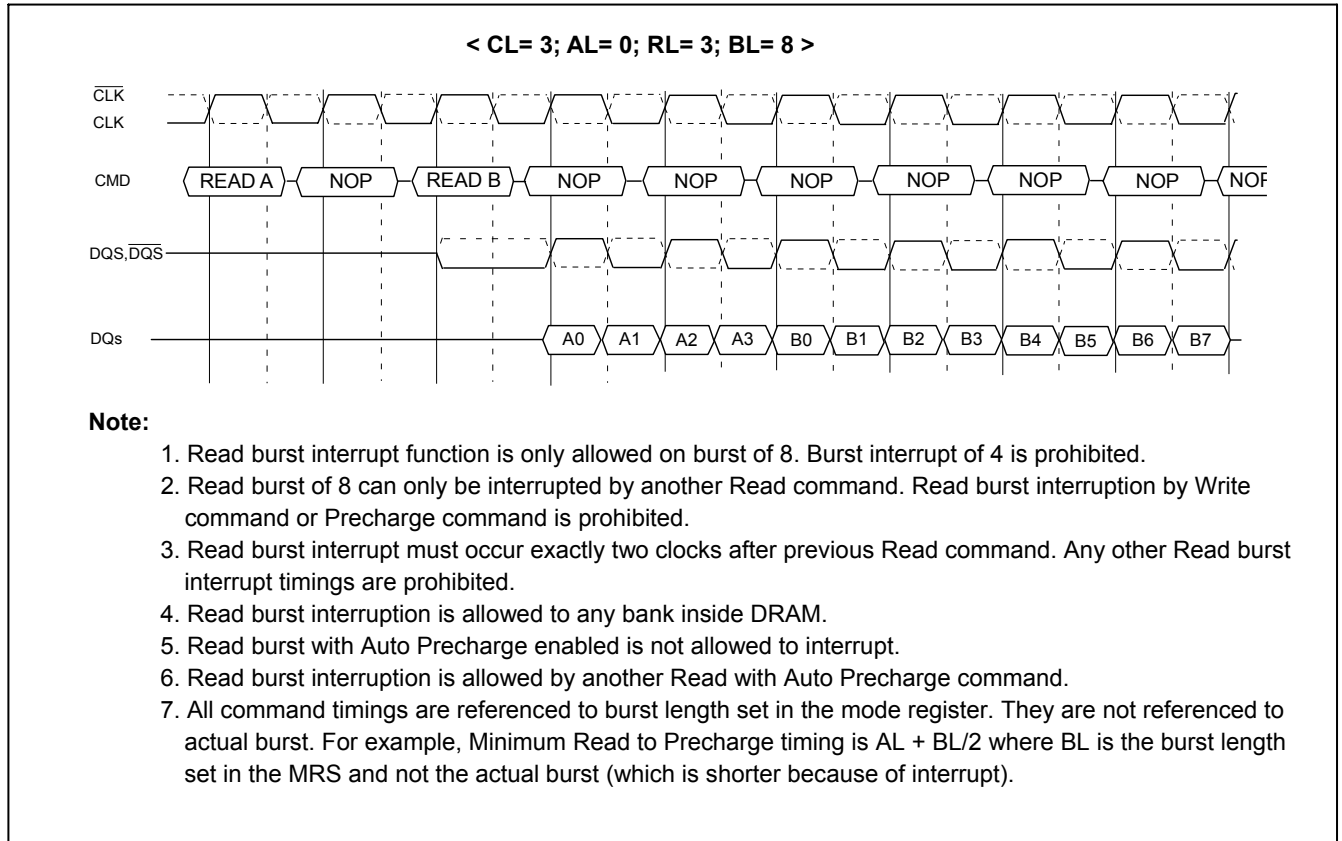 < CL= 3; AL= 0; RL= 3; BL= 8 >
CLK
CLK
CMD READ A NOP READ B NOP NOP NOP NOP NOP NOP NOP
DQS,DQS
DQs A0 A1 A2 A3 B0 B1 B2 B3 B4 B5 B6 B7
Note:
1. Read burst interrupt function is only allowed on burst of 8. Burst interrupt of 4 is prohibited.
2. Read burst of 8 can only be interrupted by another Read command. Read burst interruption by Write
command or Precharge command is prohibited.
3. Read burst interrupt must occur exactly two clocks after previous Read command. Any other Read burst
interrupt timings are prohibited.
4. Read burst interruption is allowed to any bank inside DRAM.
5. Read burst with Auto Precharge enabled is not allowed to interrupt.
6. Read burst interruption is allowed by another Read with Auto Precharge command.
7. All command timings are referenced to burst length set in the mode register. They are not referenced to
actual burst. For example, Minimum Read to Precharge timing is AL + BL/2 where BL is the burst length
set in the MRS and not the actual burst (which is shorter because of interrupt).